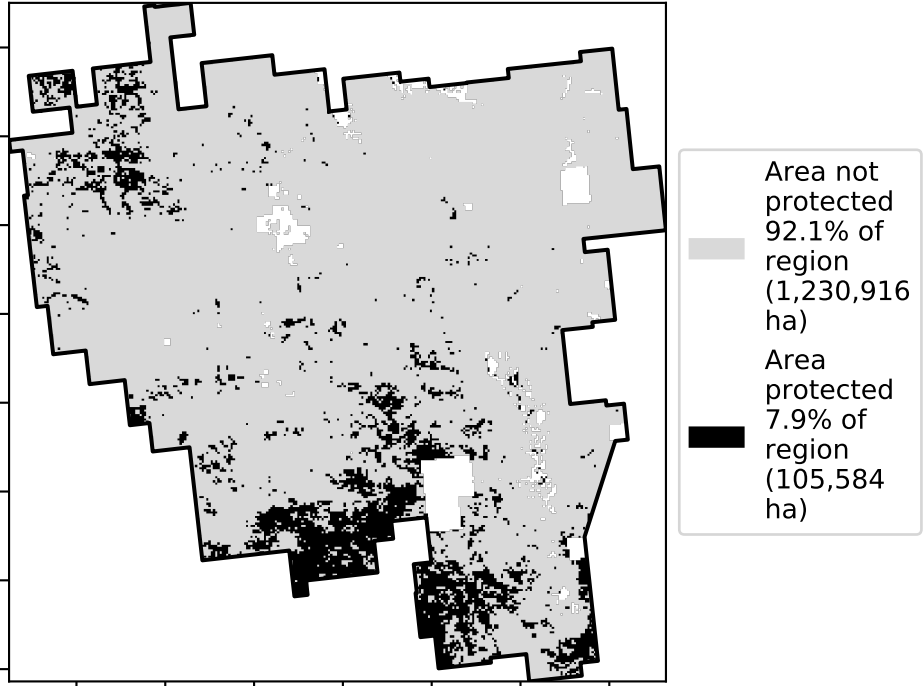 Area not
protected
92.1% of
region
(1,230,916
ha)
Area
protected
7.9% of
region
(105,584
ha)